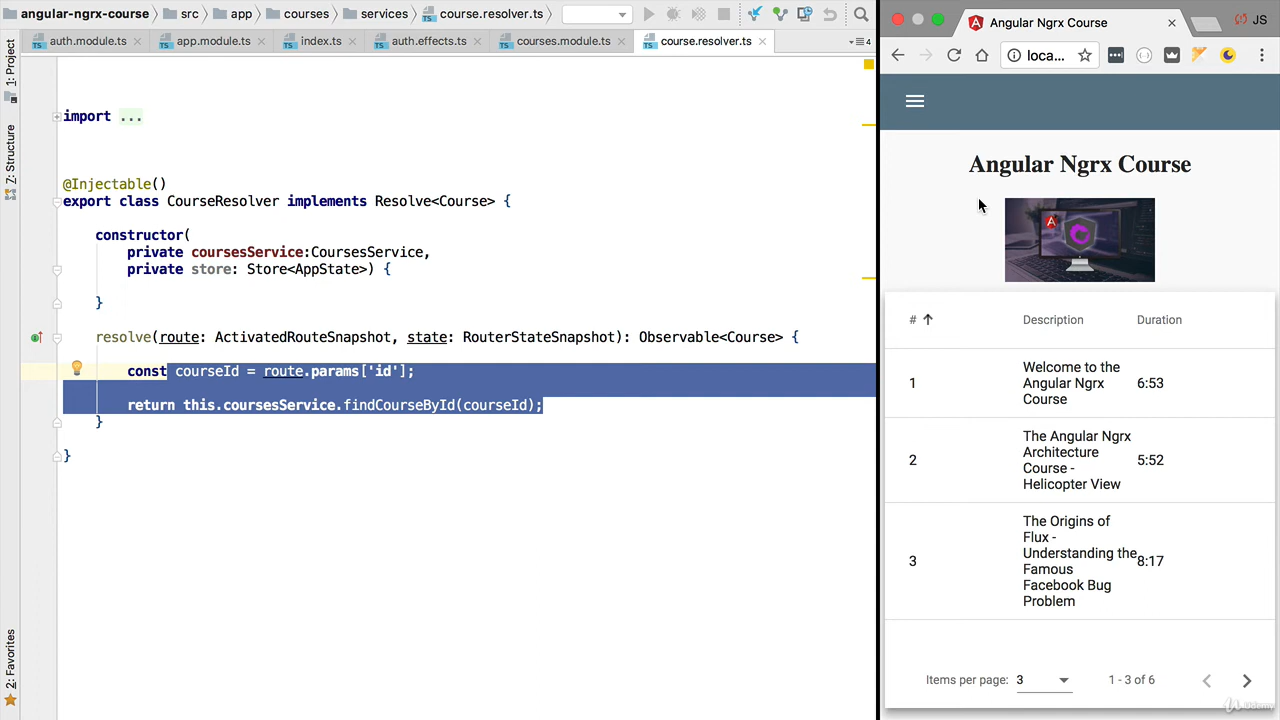 angular-ngrx-course
src
app
courses
services
course.resolver.ts
auth.module.ts
app.module.ts
index.ts
auth.effects.ts
courses.module.ts
course.resolver.ts
4
1: Project
Z: Structure
2: Favorites
import ...
@Injectable()
export class CourseResolver implements Resolve<Course> {
constructor(
private coursesService:CoursesService,
private store: Store<AppState>) {
}
resolve(route: ActivatedRouteSnapshot, state: RouterStateSnapshot): Observable<Course> {
const courseId = route.params['id'];
return this.coursesService.findCourseById(courseId);
}
}
Angular Ngrx Course
JS
loca...
Angular Ngrx Course
#
Description
Duration
1
Welcome to the
Angular Ngrx
Course
6:53
2
The Angular Ngrx
Architecture
Course -
Helicopter View
5:52
3
The Origins of
Flux -
Understanding the
Famous
Facebook Bug
Problem
8:17
Items per page:
3
1 - 3 of 6
Udemy